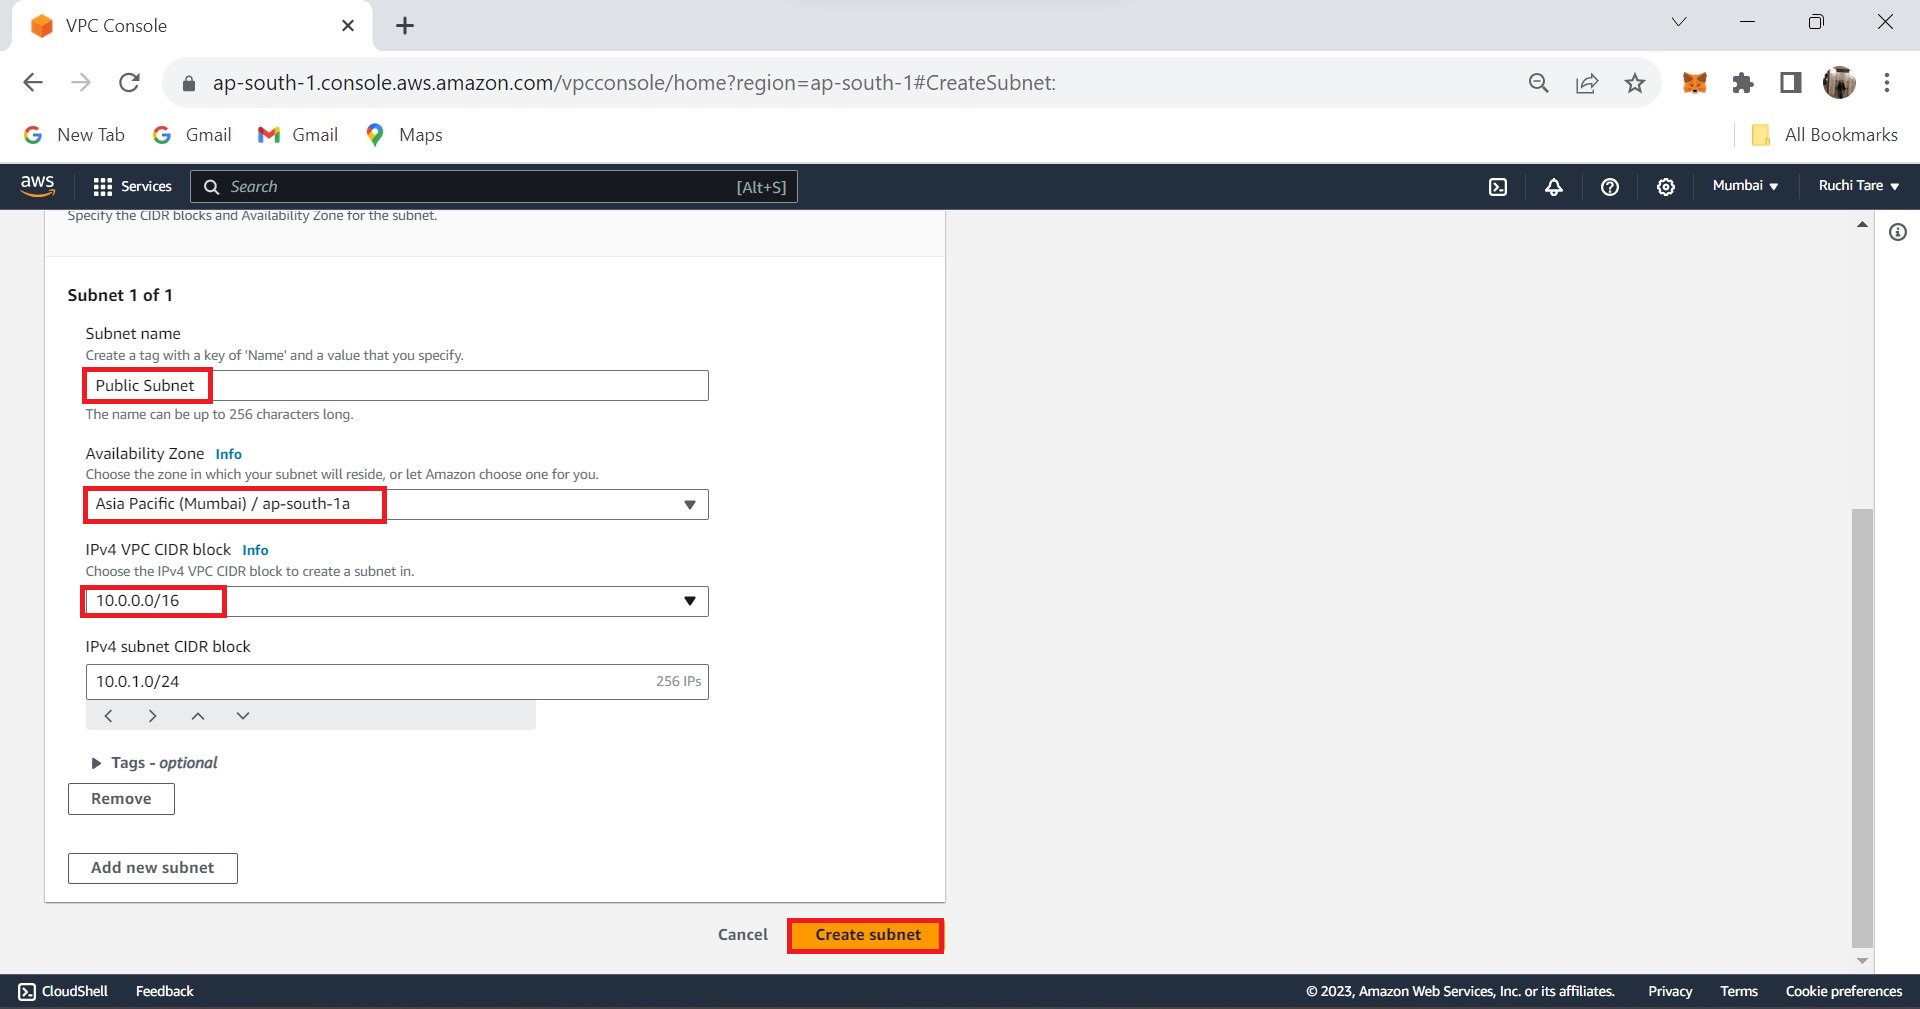 VPC Console
ap-south-1.console.aws.amazon.com/vpcconsole/home?region=ap-south-1#CreateSubnet:
New Tab Gmail Gmail Maps All Bookmarks
aws Services Search [Alt+S] Mumbai Ruchi Tare
Specify the CIDR blocks and Availability Zone for the subnet.
Subnet 1 of 1
Subnet name
Create a tag with a key of 'Name' and a value that you specify.
Public Subnet
The name can be up to 256 characters long.
Availability Zone Info
Choose the zone in which your subnet will reside, or let Amazon choose one for you.
Asia Pacific (Mumbai) / ap-south-1a
IPv4 VPC CIDR block Info
Choose the IPv4 VPC CIDR block to create a subnet in.
10.0.0.0/16
IPv4 subnet CIDR block
10.0.1.0/24 256 IPs
Tags - optional
Remove
Add new subnet
Cancel Create subnet
CloudShell Feedback © 2023, Amazon Web Services, Inc. or its affiliates. Privacy Terms Cookie preferences